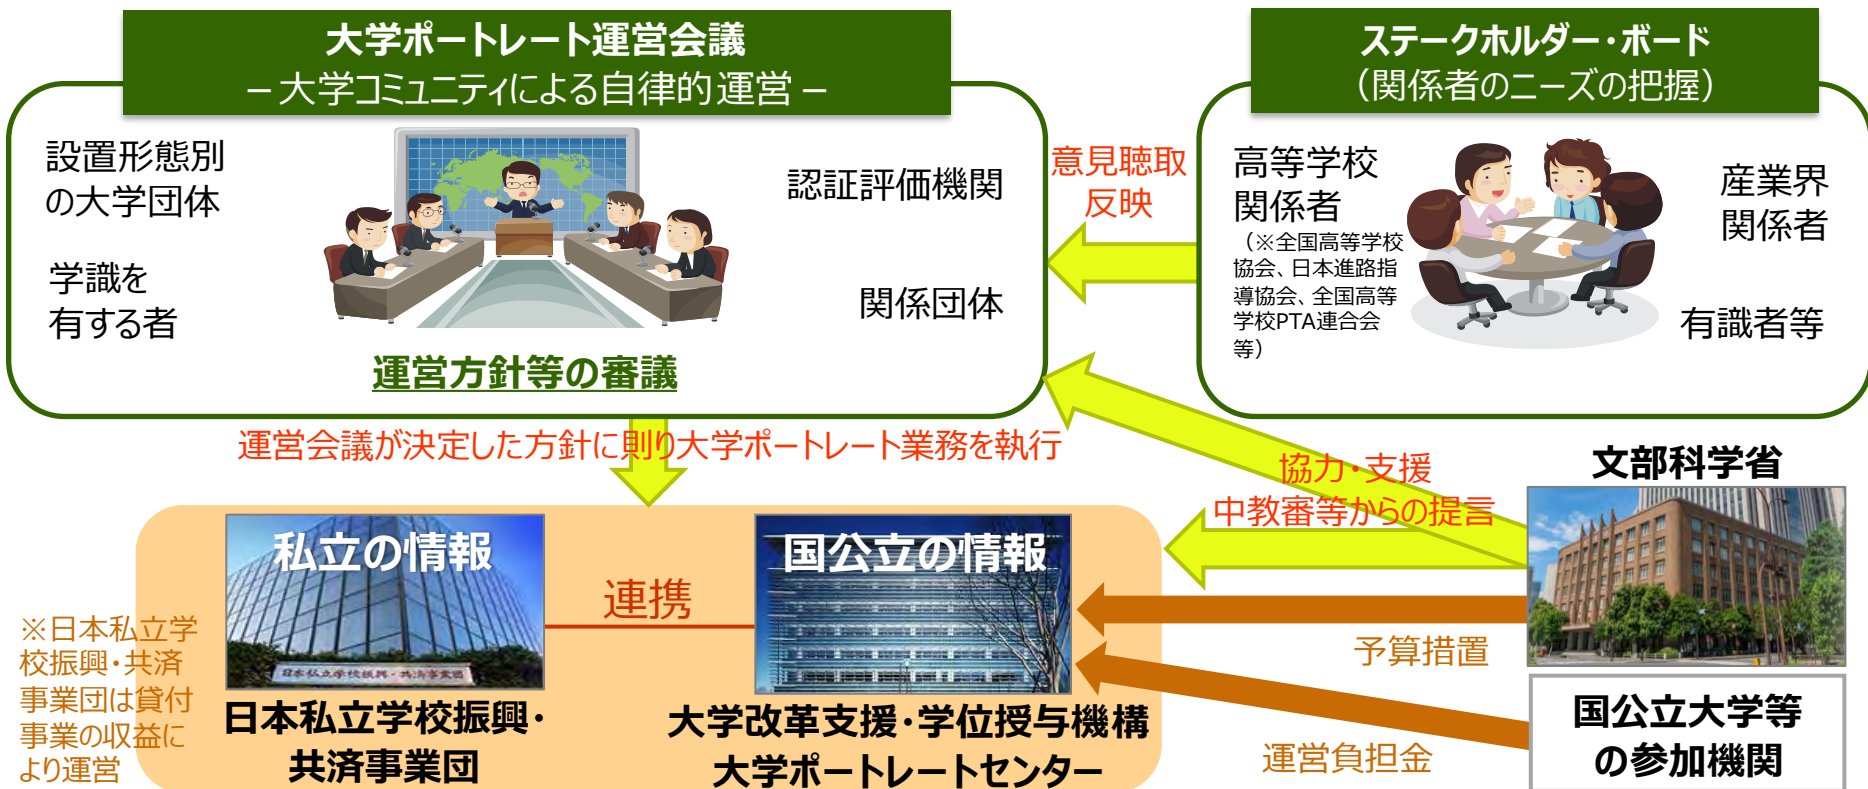 大学ポートレート運営会議
－大学コミュニティによる自律的運営－
設置形態別
の大学団体
学識を
有する者
認証評価機関
関係団体
運営方針等の審議
ステークホルダー・ボード
（関係者のニーズの把握）
高等学校
関係者
（※全国高等学校
協会、日本進路指
導協会、全国高等
学校PTA連合会
等）
産業界
関係者
有識者等
意見聴取
反映
運営会議が決定した方針に則り大学ポートレート業務を執行
協力・支援
中教審等からの提言
文部科学省
私立の情報
日本私立学校振興・共済事業団
連携
国公立の情報
予算措置
※日本私立学
校振興・共済
事業団は貸付
事業の収益に
より運営
日本私立学校振興・
共済事業団
大学改革支援・学位授与機構
大学ポートレートセンター
運営負担金
国公立大学等
の参加機関